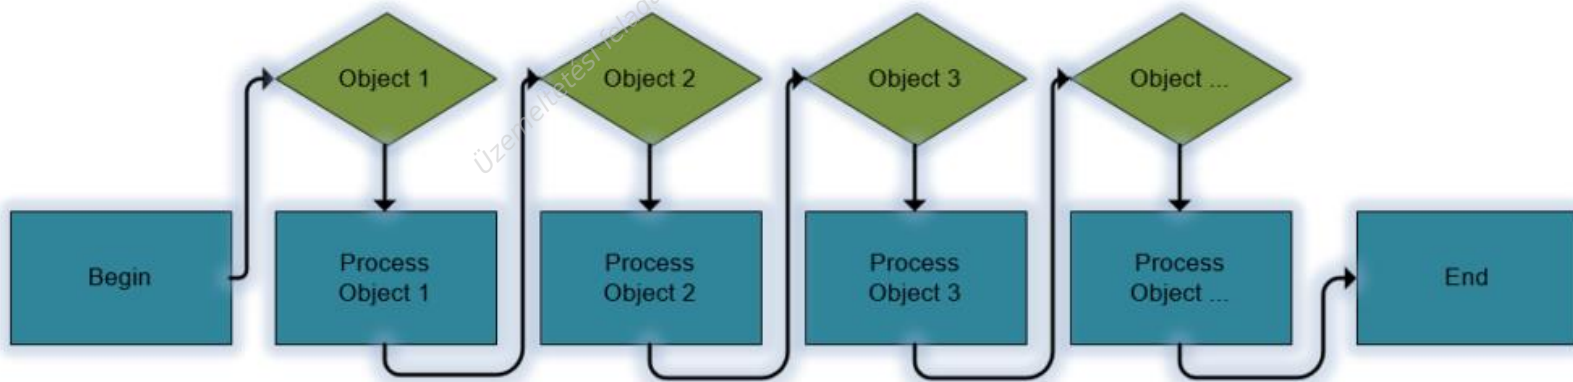 Object 1
Object 2
Object 3
Object ...
Üzemeltetési
Begin
Process
Object 1
Process
Object 2
Process
Object 3
Process
Object ...
End